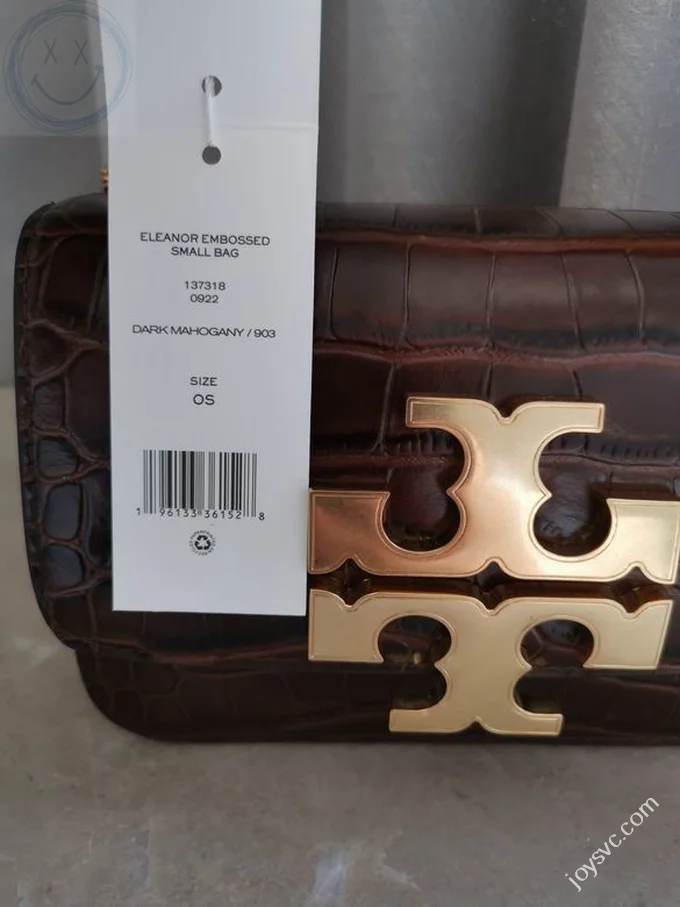 ELEANOR EMBOSSED
SMALL BAG
137318
0922
DARK MAHOGANY / 903
SIZE
OS
1 96133 36152 8
joysvc.com